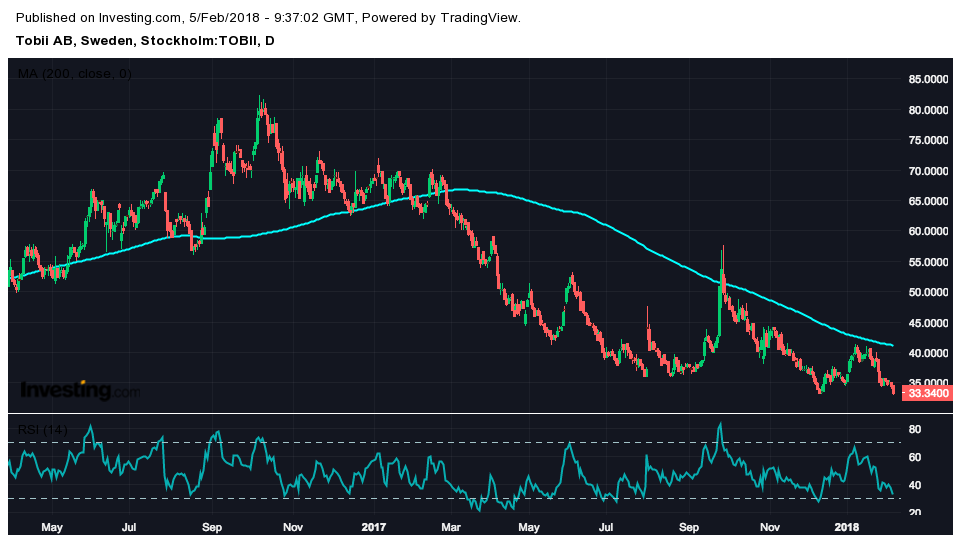 Published on Investing.com, 5/Feb/2018 - 9:37:02 GMT, Powered by TradingView.
Tobii AB, Sweden, Stockholm:TOBII, D
MA (200, close, 0)
85.0000
80.0000
75.0000
70.0000
65.0000
60.0000
55.0000
50.0000
45.0000
40.0000
35.0000
33.3400
Investing.com
RSI (14)
80
60
40
20
May Jul Sep Nov 2017 Mar May Jul Sep Nov 2018